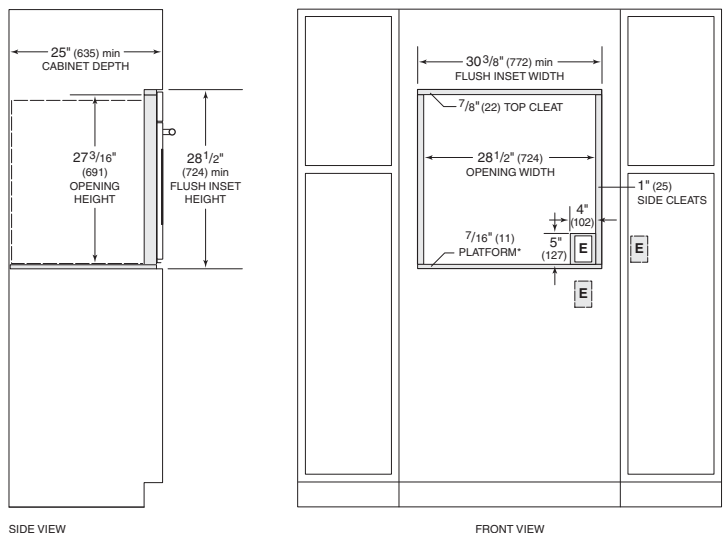 25" (635) min
CABINET DEPTH
27 3/16"
(691)
OPENING
HEIGHT
28 1/2"
(724) min
FLUSH INSET
HEIGHT
SIDE VIEW
30 3/8" (772) min
FLUSH INSET WIDTH
7/8" (22) TOP CLEAT
28 1/2" (724)
OPENING WIDTH
1" (25)
SIDE CLEATS
4"
(102)
7/16" (11)
PLATFORM*
5"
(127)
E
E
E
FRONT VIEW